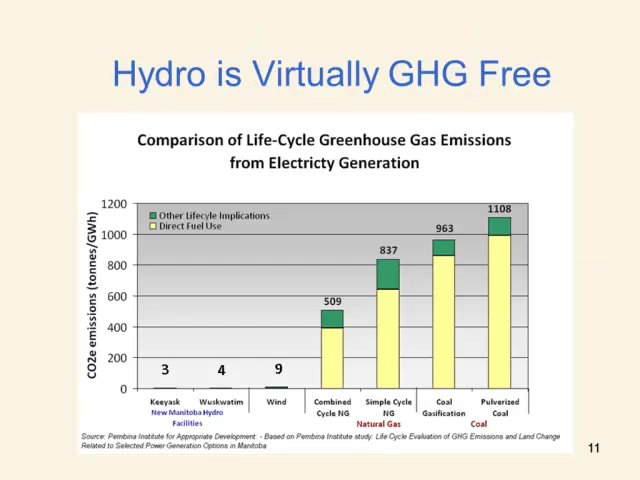 Hydro is Virtually GHG Free
Comparison of Life-Cycle Greenhouse Gas Emissions
from Electricty Generation
CO2e emissions (tonnes/GWh)
1200
1000
800
600
400
200
0
Other Lifecyle Implications
Direct Fuel Use
3
4
9
509
837
963
1108
Keeyask
Wuskwatim
Wind
Combined
Cycle NG
Simple Cycle
NG
Coal
Gasification
Pulverized
Coal
New Manitoba Hydro
Facilities
Natural Gas
Coal
Source: Pembina Institute for Appropriate Development: - Based on Pembina Institute study: Life Cycle Evaluation of GHG Emissions and Land Change
Related to Selected Power Generation Options in Manitoba
11